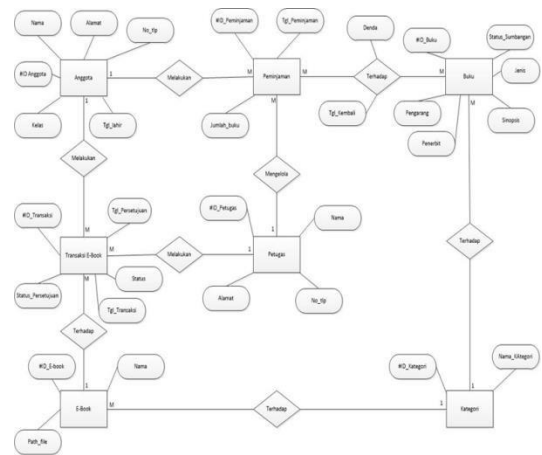 Nama
Alamat
No_tlp
#ID Anggota
Anggota
Kelas
Tgl_lahir
1
Melakukan
M
#ID_Peminjaman
Tgl_Peminjaman
Peminjaman
Jumlah_buku
M
Denda
Terhadap
Tgl_Kembali
M
#ID_Buku
Status_Sumbangan
Buku
Jenis
Pengarang
Sinopsis
Penerbit
1
Melakukan
M
M
Mengelola
1
M
Terhadap
1
#ID_Transaksi
Tgl_Persetujuan
Transaksi E-Book
Status
Status_Persetujuan
Tgl_Transaksi
M
Melakukan
1
#ID_Petugas
Nama
Petugas
Alamat
No_tlp
M
Terhadap
1
#ID_E-book
Nama
E-Book
Path_file
M
Terhadap
1
#ID_Kategori
Nama_KAtegori
Kategori